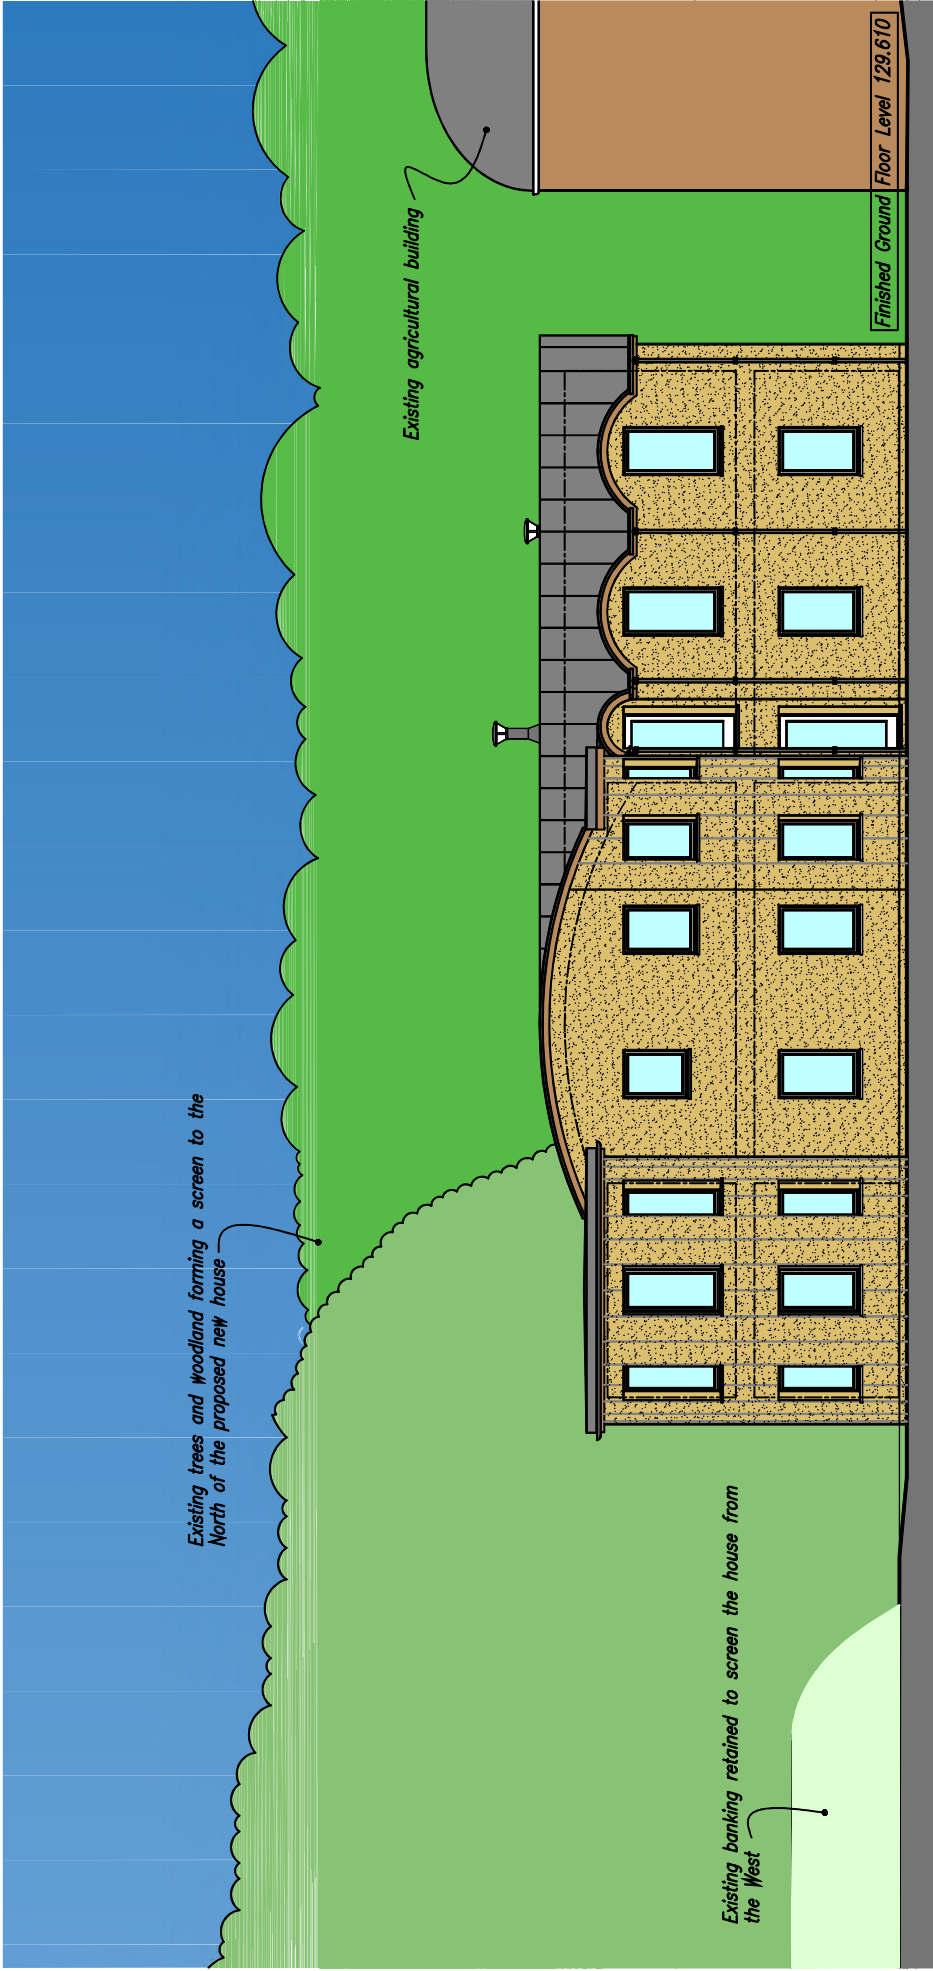 Existing trees and woodland forming a screen to the
North of the proposed new house
Existing agricultural building
Existing banking retained to screen the house from
the West
Finished Ground Floor Level 129.610